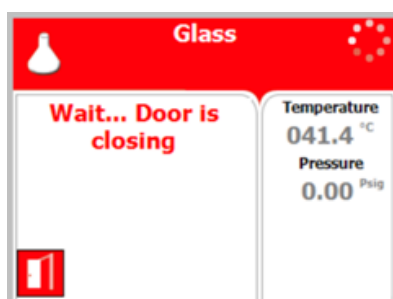 Glass
Wait... Door is
closing
Temperature
041.4 °C
Pressure
0.00 Psig